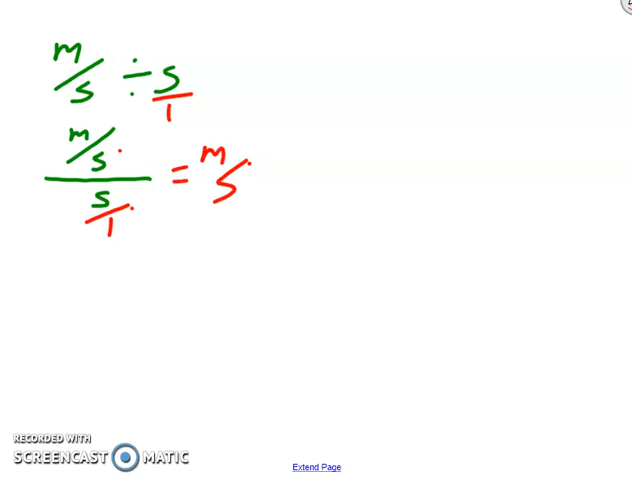 m/s ÷ s/1
m/s / s/1 = m/s
RECORDED WITH
SCREENCAST MATIC
Extend Page